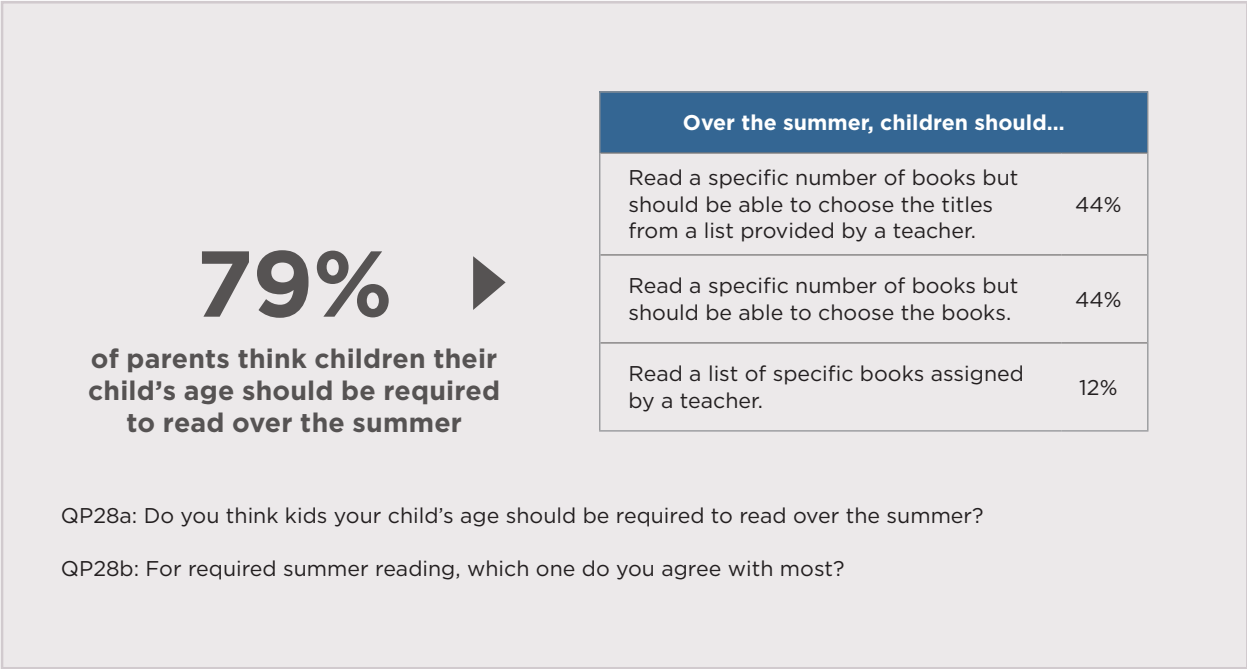 79%
of parents think children their
child’s age should be required
to read over the summer
Over the summer, children should...
Read a specific number of books but
should be able to choose the titles
from a list provided by a teacher.
44%
Read a specific number of books but
should be able to choose the books.
44%
Read a list of specific books assigned
by a teacher.
12%
QP28a: Do you think kids your child’s age should be required to read over the summer?
QP28b: For required summer reading, which one do you agree with most?